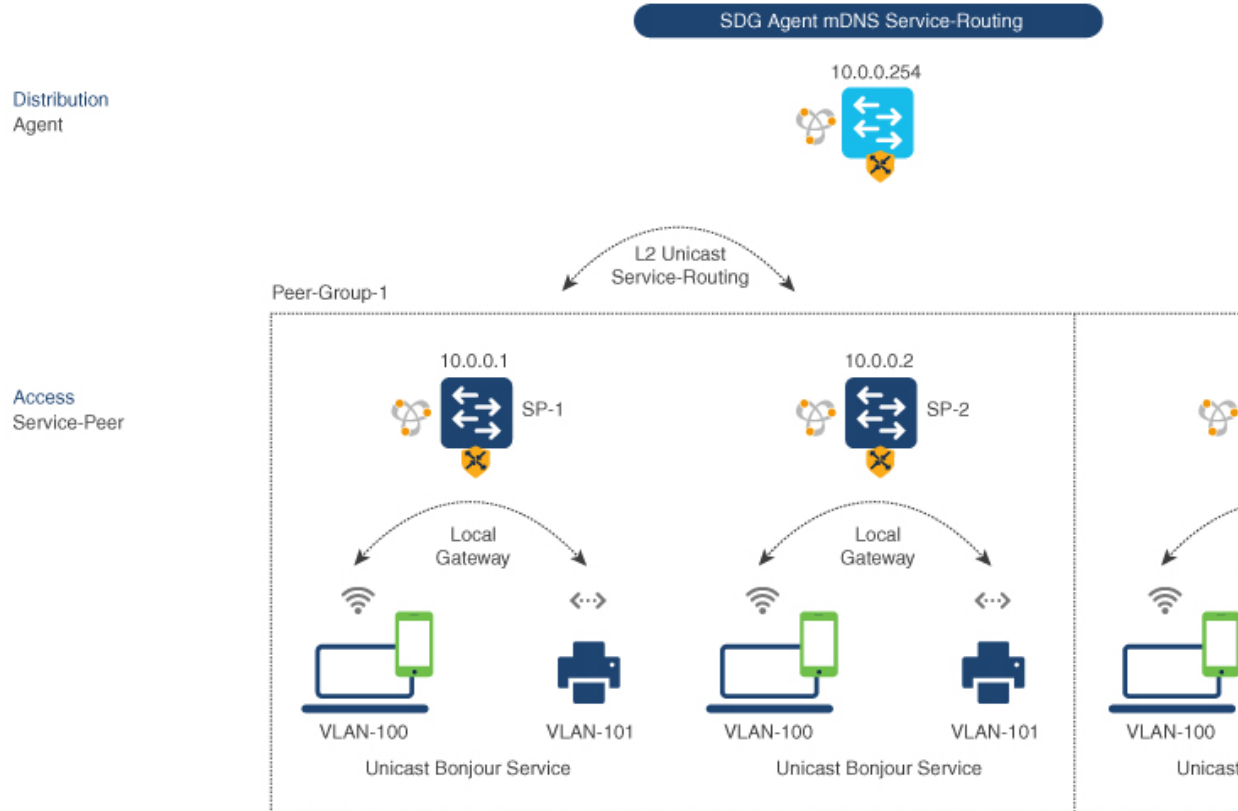 SDG Agent mDNS Service-Routing
10.0.0.254
Distribution
Agent
L2 Unicast
Service-Routing
Peer-Group-1
10.0.0.1
10.0.0.2
Access
Service-Peer
SP-1
SP-2
Local
Gateway
Local
Gateway
VLAN-100
VLAN-101
VLAN-100
VLAN-101
VLAN-100
Unicast Bonjour Service
Unicast Bonjour Service
Unicast